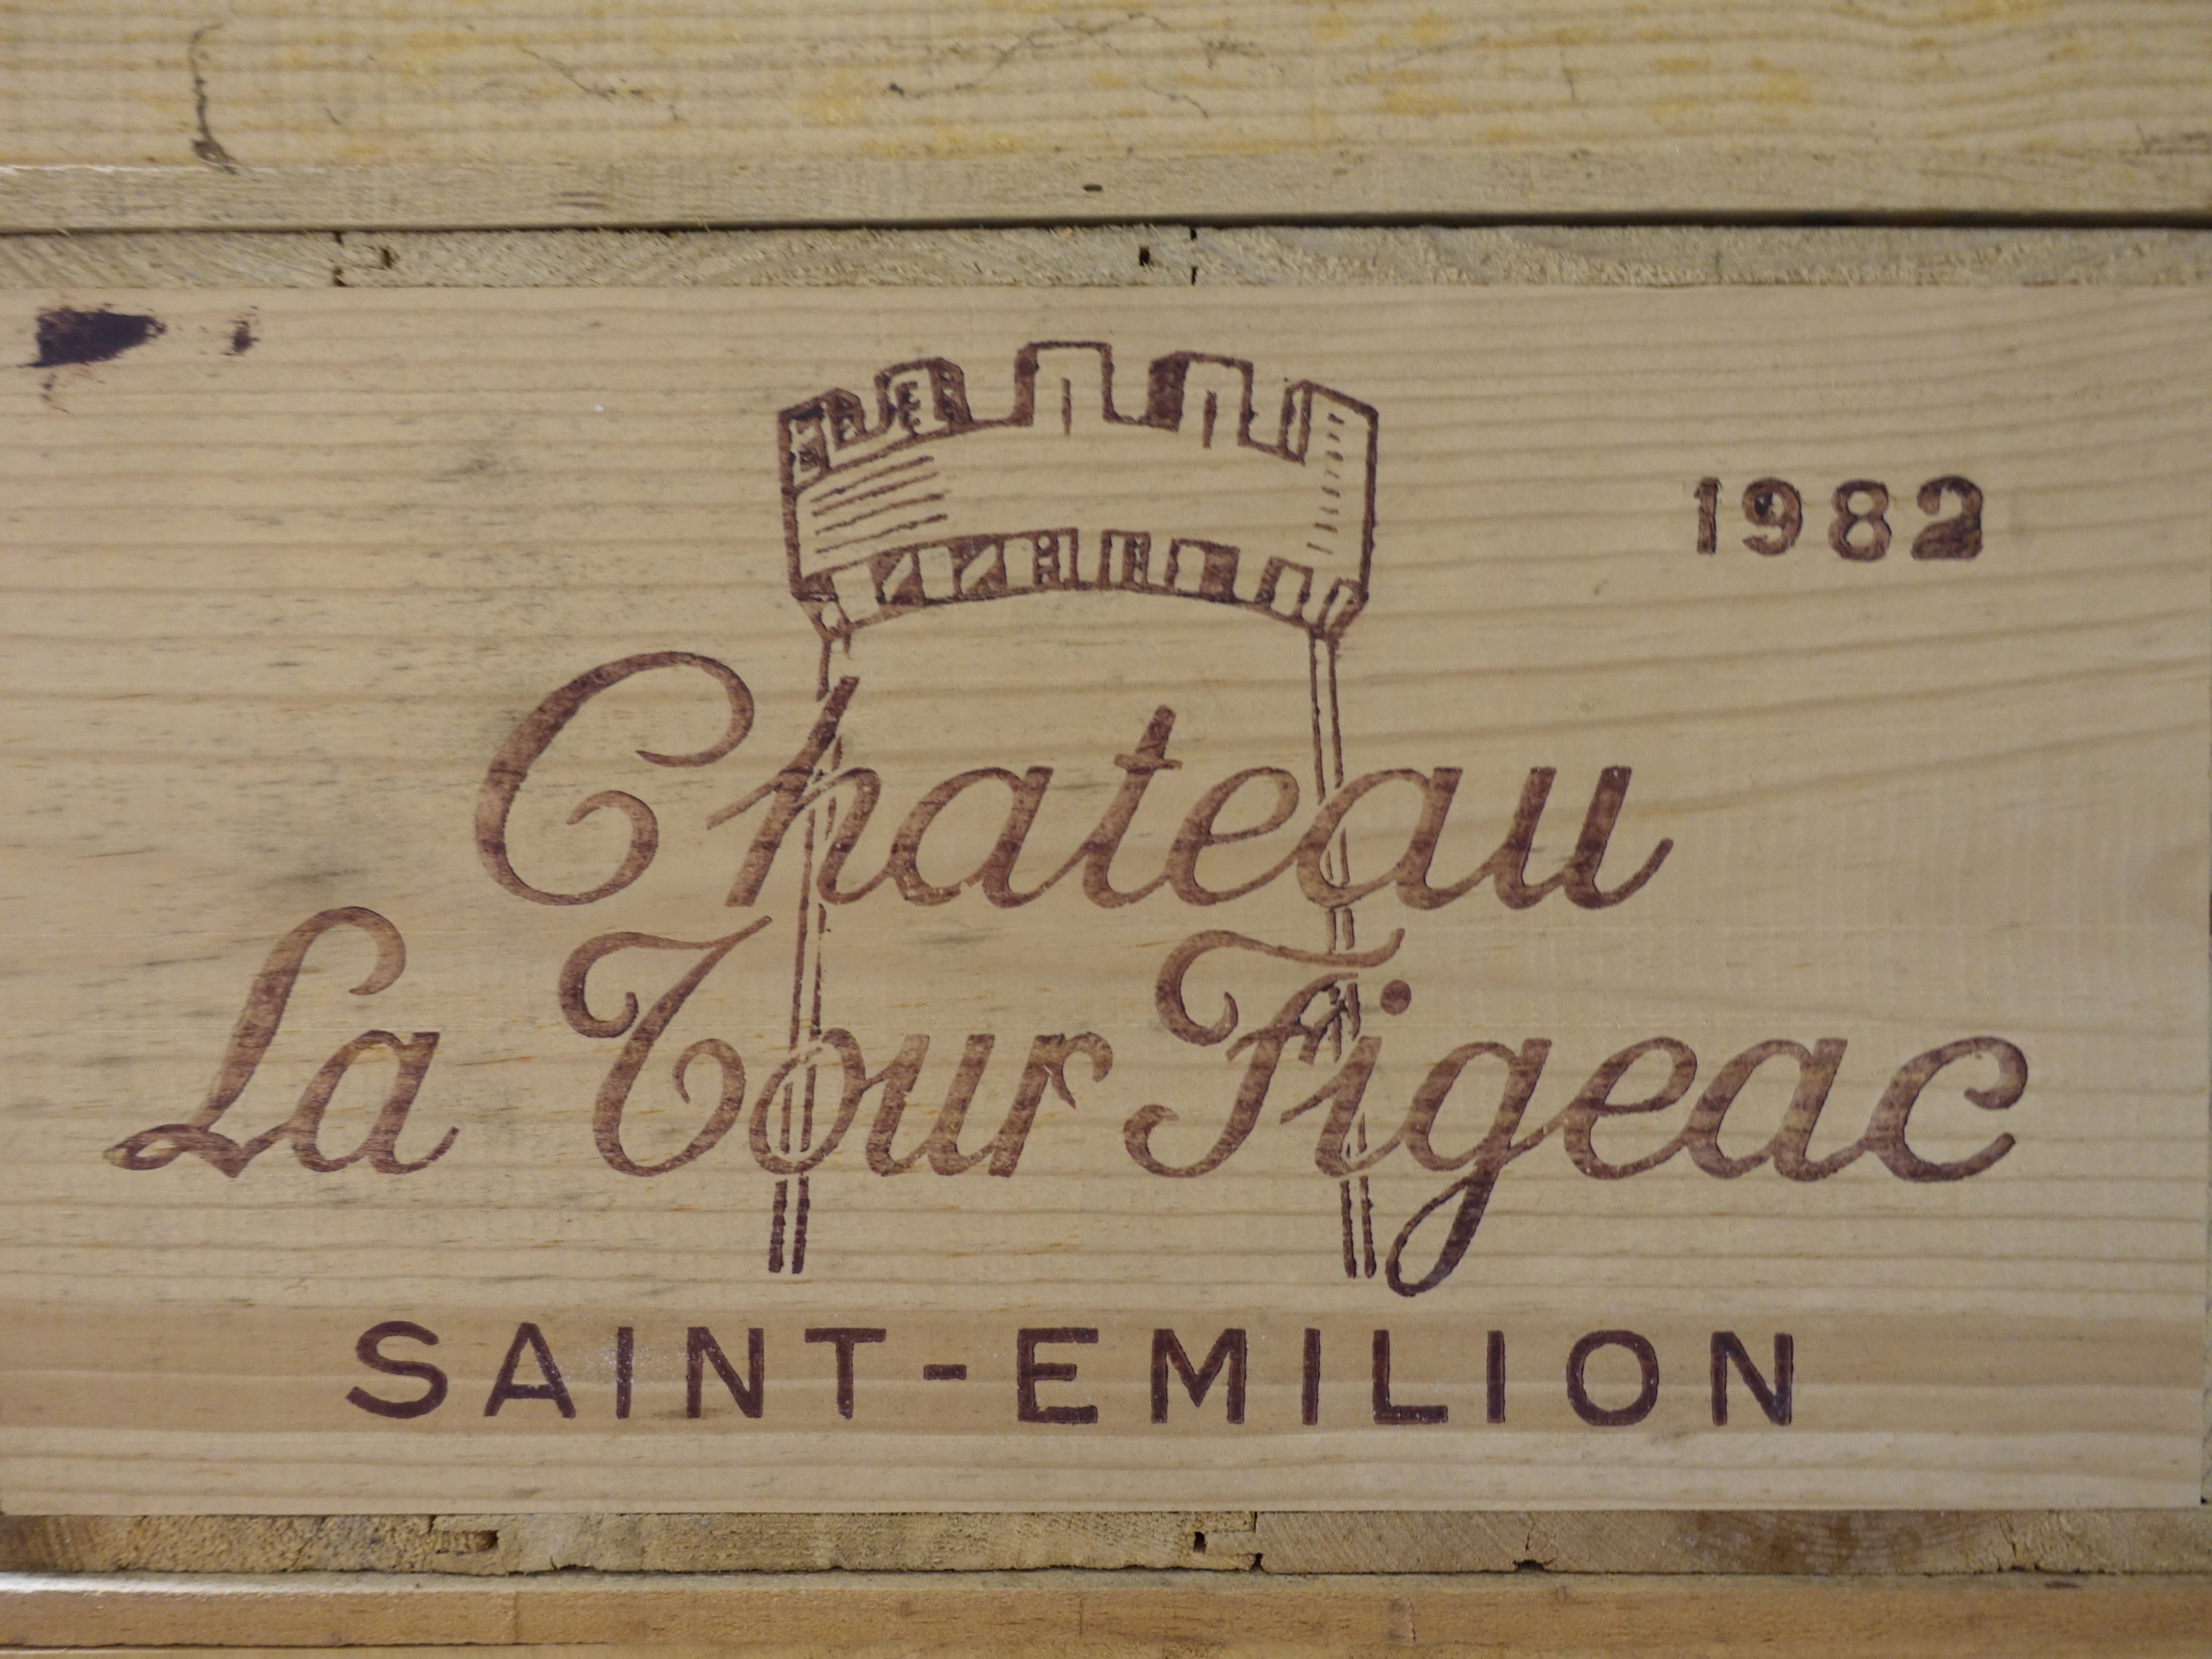 1982
Chateau
La Tour Figeac
SAINT-EMILION